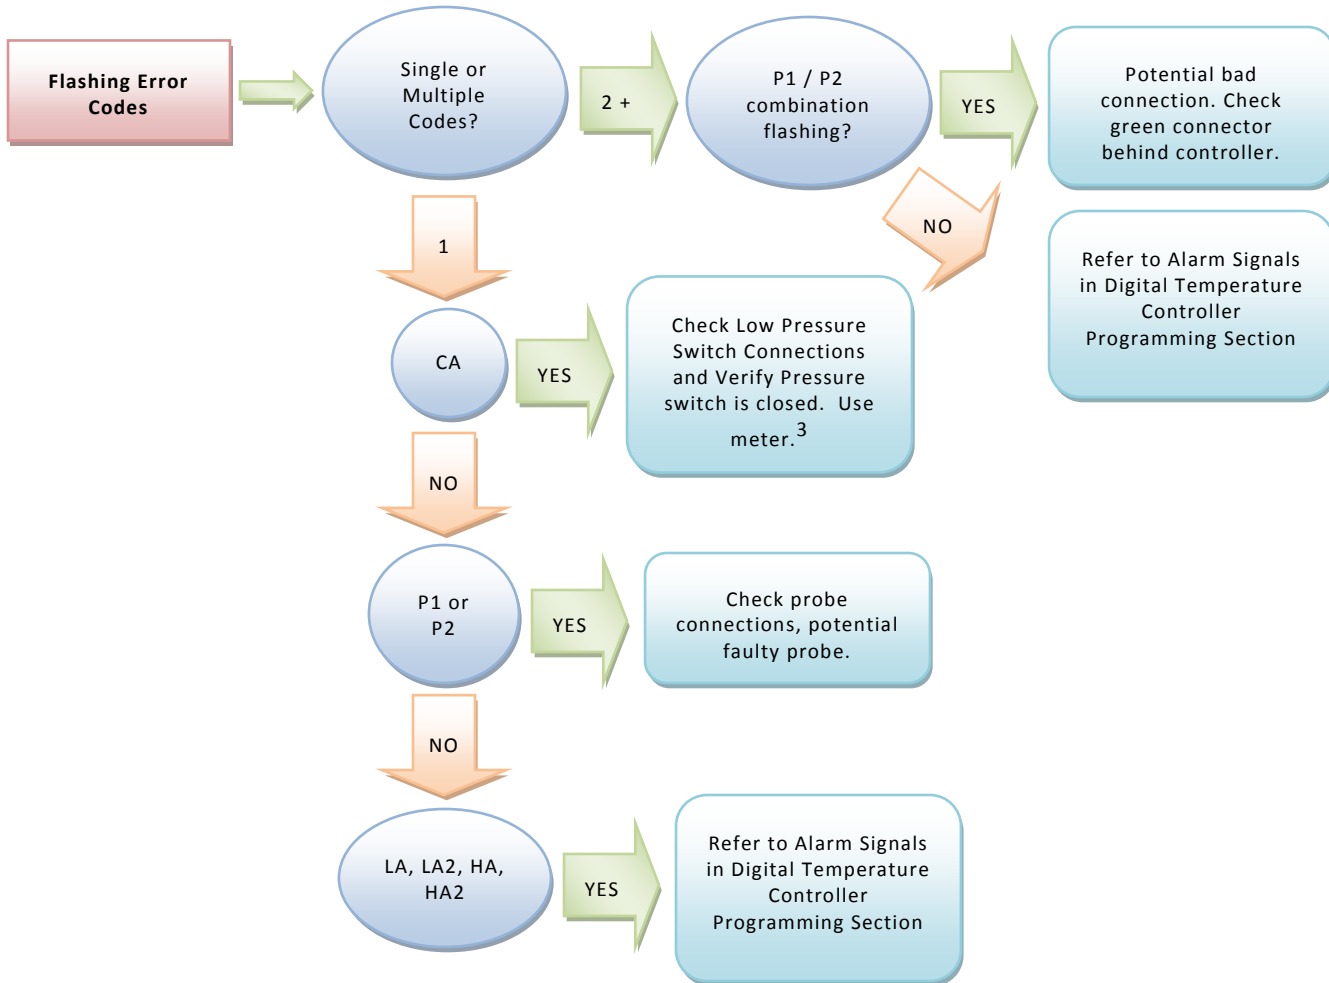 Flashing Error
Codes
Single or
Multiple
Codes?
2 +
P1 / P2
combination
flashing?
YES
Potential bad
connection. Check
green connector
behind controller.
NO
Refer to Alarm Signals
in Digital Temperature
Controller
Programming Section
1
CA
YES
Check Low Pressure
Switch Connections
and Verify Pressure
switch is closed.  Use
meter.3
NO
P1 or
P2
YES
Check probe
connections, potential
faulty probe.
NO
LA, LA2, HA,
HA2
YES
Refer to Alarm Signals
in Digital Temperature
Controller
Programming Section